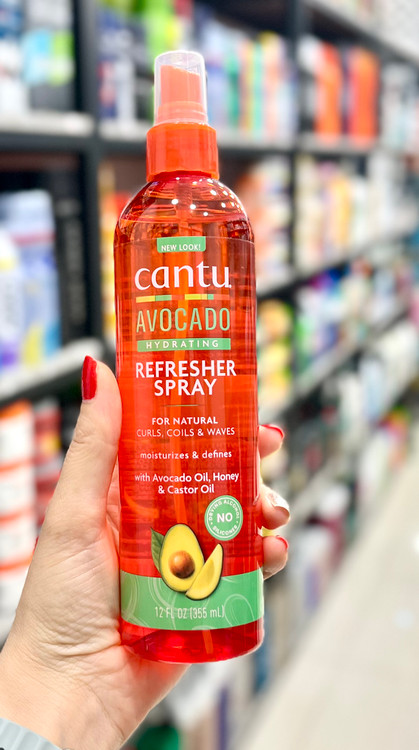 NEW LOOK!
cantu
AVOCADO
HYDRATING
REFRESHER
SPRAY
FOR NATURAL
CURLS, COILS & WAVES
moisturizes & defines
with Avocado Oil, Honey
& Castor Oil
NO
12 FL OZ (355 mL)